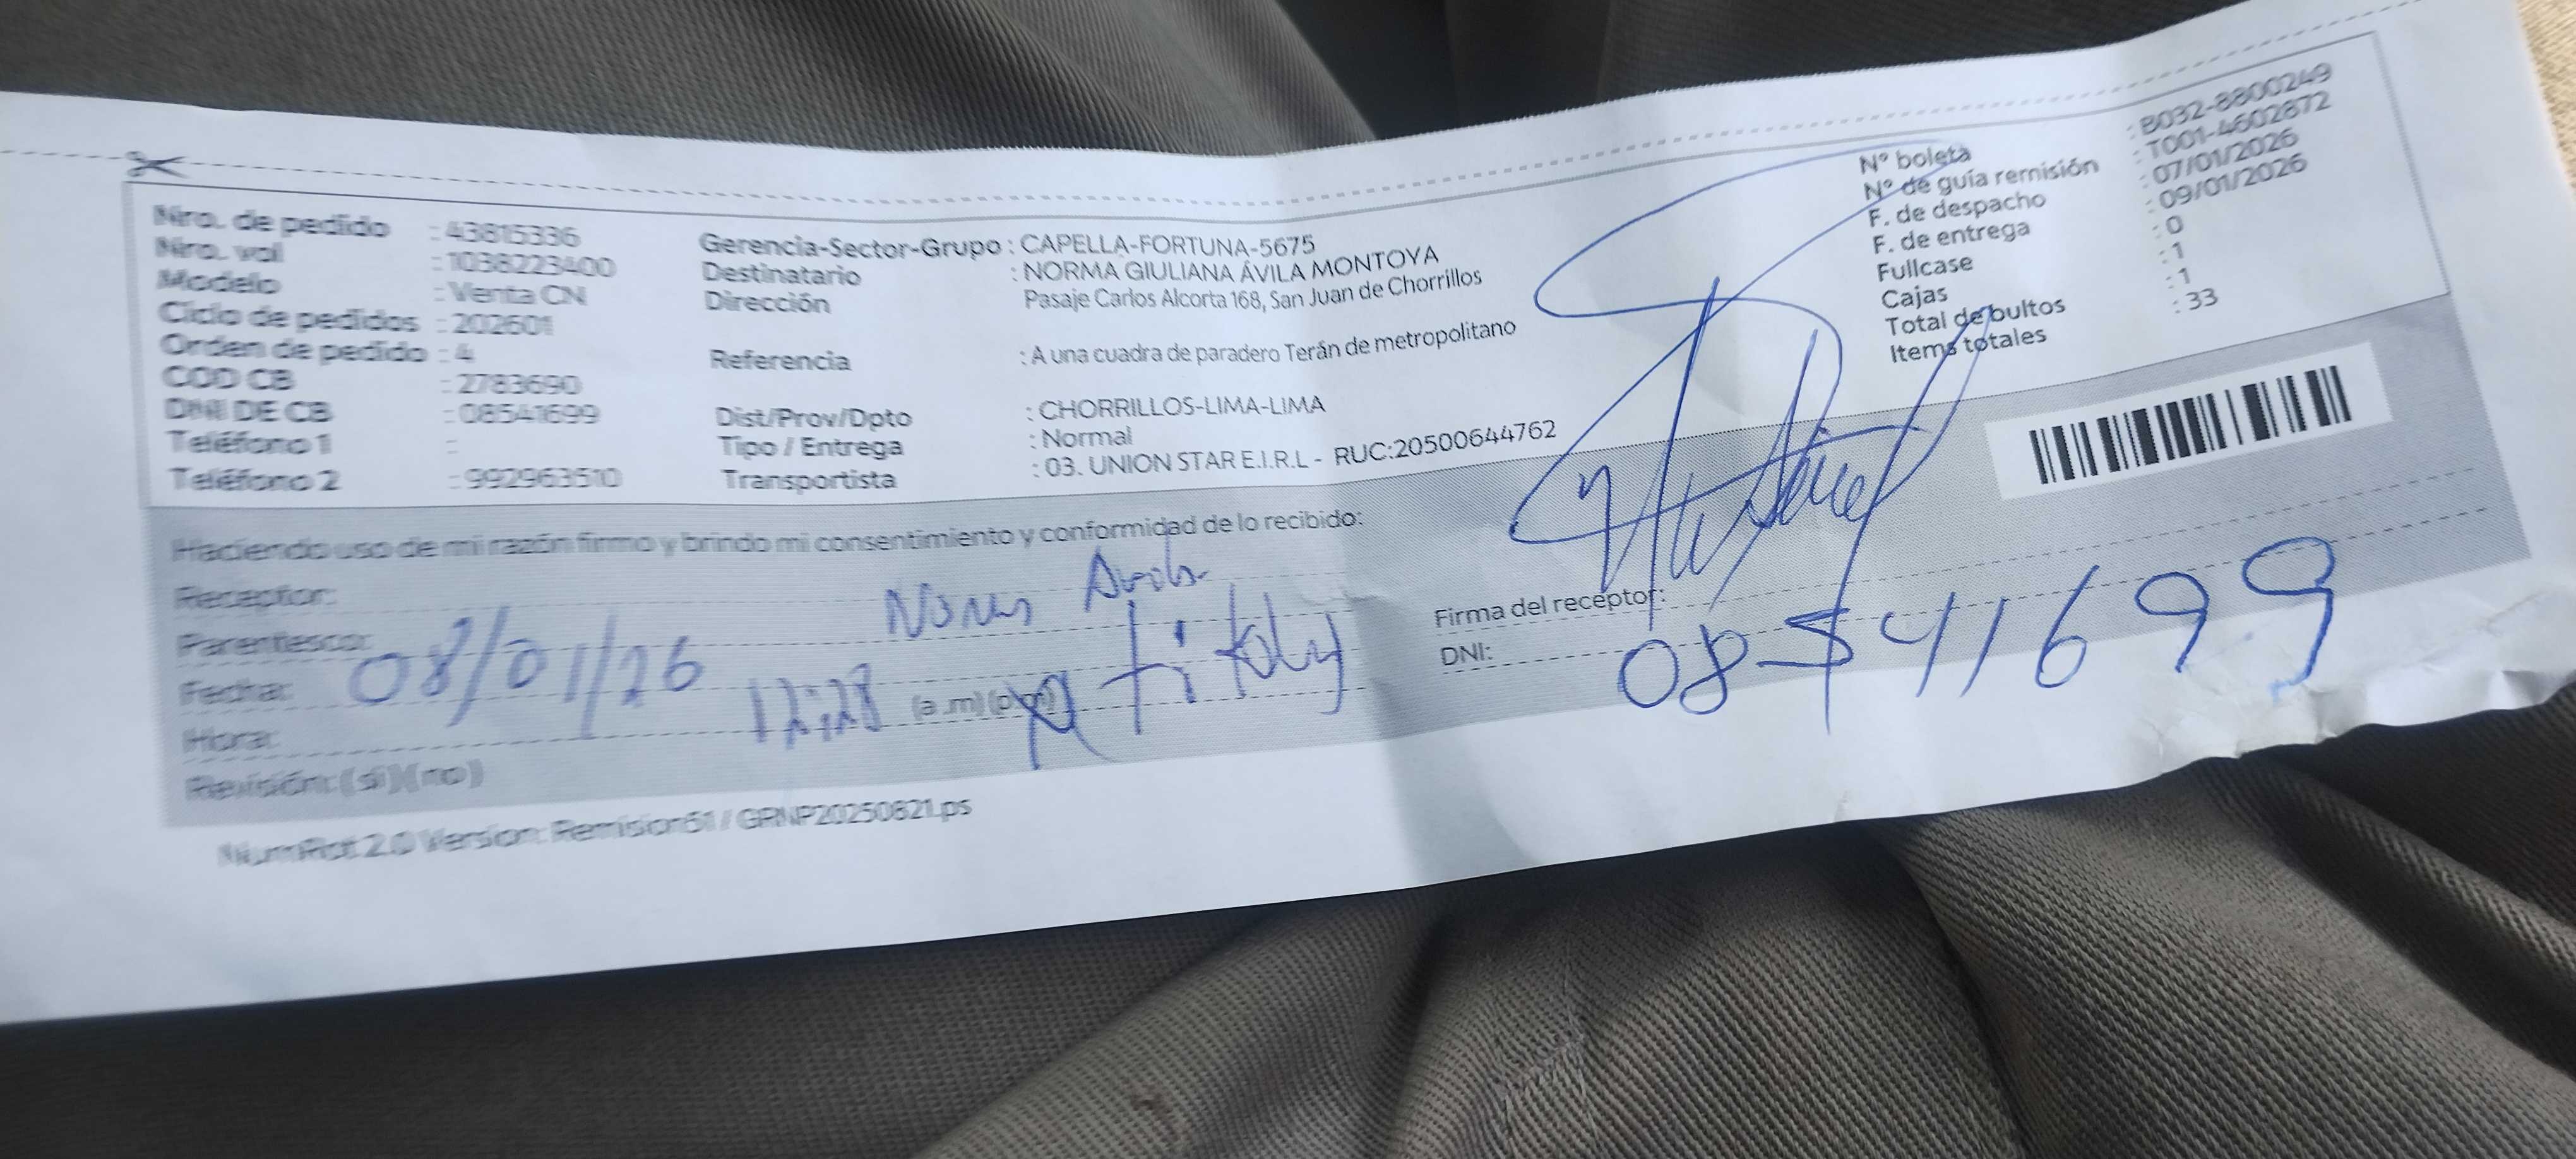 Nro. de pedido : 43815336
Nro. val : 1038223400
Modelo : Venta CN
Ciclo de pedidos : 202601
Orden de pedido : 4
COD CB : 2783690
DNI DE CB : 08541699
Teléfono 1 :
Teléfono 2 : 992963510
Gerencia-Sector-Grupo : CAPELLA-FORTUNA-5675
Destinatario : NORMA GIULIANA ÁVILA MONTOYA
Dirección Pasaje Carlos Alcorta 168, San Juan de Chorrillos
Referencia : A una cuadra de paradero Terán de metropolitano
Dist/Prov/Dpto : CHORRILLOS-LIMA-LIMA
Tipo / Entrega : Normal
Transportista : 03. UNION STAR E.I.R.L - RUC:20500644762
N° boleta : B032-8800249
N° de guía remisión : T001-4602872
F. de despacho : 07/01/2026
F. de entrega : 09/01/2026
Fullcase : 0
Cajas : 1
Total de bultos : 1
Items totales : 33
Haciendo uso de mi razón firmo y brindo mi consentimiento y conformidad de lo recibido:
Receptor:
Parentesco:
Fecha: 08/01/26
Hora: 12:28 (a.m)(p.m)
Revisión: (si)(no)
Firma del receptor:
DNI: 08541699
NumRot 2.0 Version: Remision61 / GRNP20250821.ps